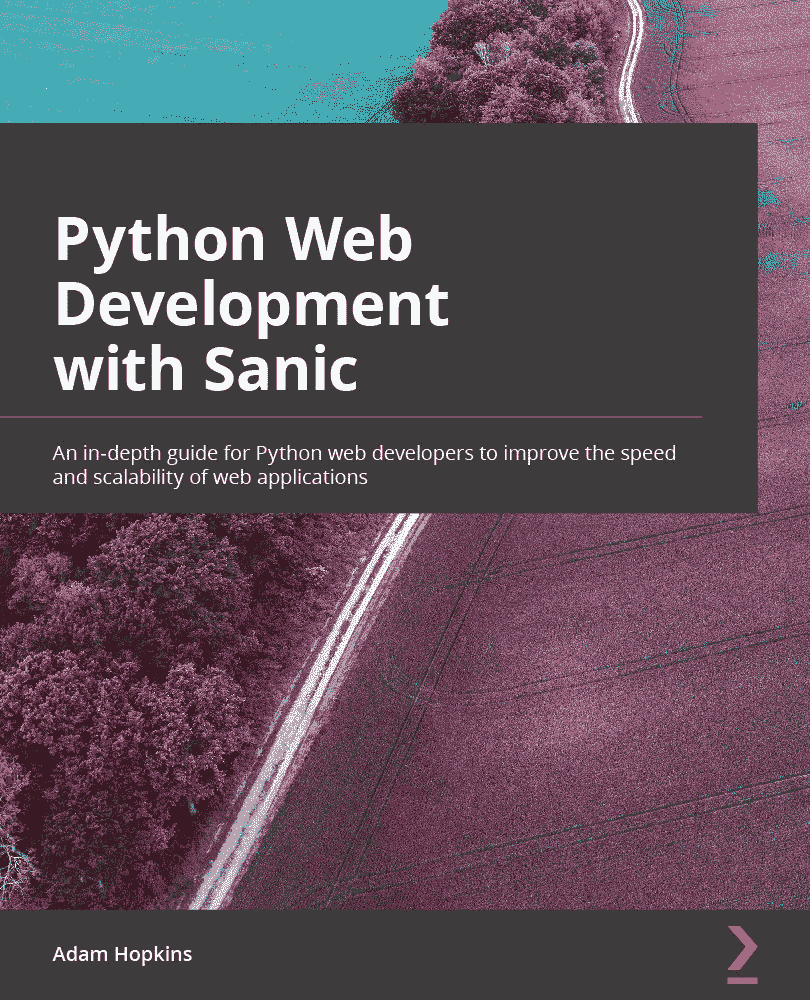 Python Web
Development
with Sanic
An in-depth guide for Python web developers to improve the speed
and scalability of web applications
Adam Hopkins